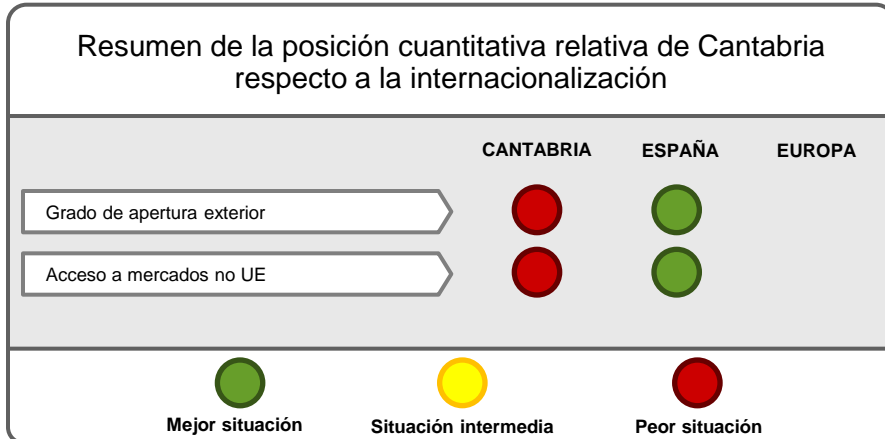 Resumen de la posición cuantitativa relativa de Cantabria
respecto a la internacionalización
CANTABRIA ESPAÑA EUROPA
Grado de apertura exterior
Acceso a mercados no UE
Mejor situación Situación intermedia Peor situación